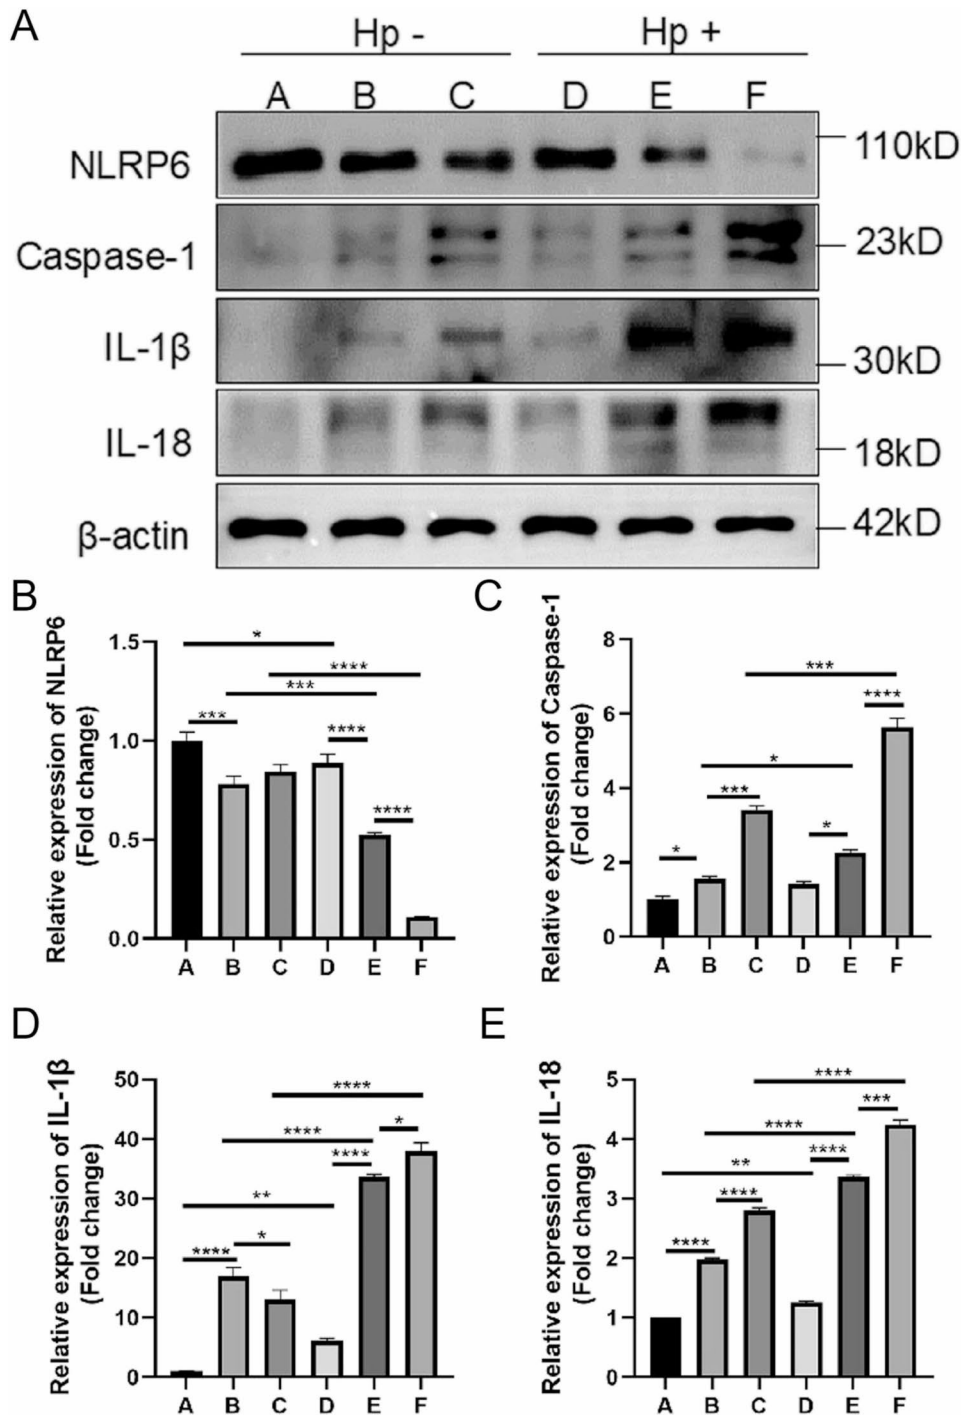 A
Hp -
Hp +
A B C D E F
NLRP6
110kD
Caspase-1
23kD
IL-1β
30kD
IL-18
18kD
β-actin
42kD
B
Relative expression of NLRP6
(Fold change)
1.5
1.0
0.5
0.0
*
****
***
***
****
****
A B C D E F
C
Relative expression of Caspase-1
(Fold change)
8
6
4
2
0
***
****
*
***
*
*
A B C D E F
D
Relative expression of IL-1β
(Fold change)
50
40
30
20
10
0
****
*
****
****
**
*
****
A B C D E F
E
Relative expression of IL-18
(Fold change)
5
4
3
2
1
0
****
***
****
****
**
****
****
A B C D E F